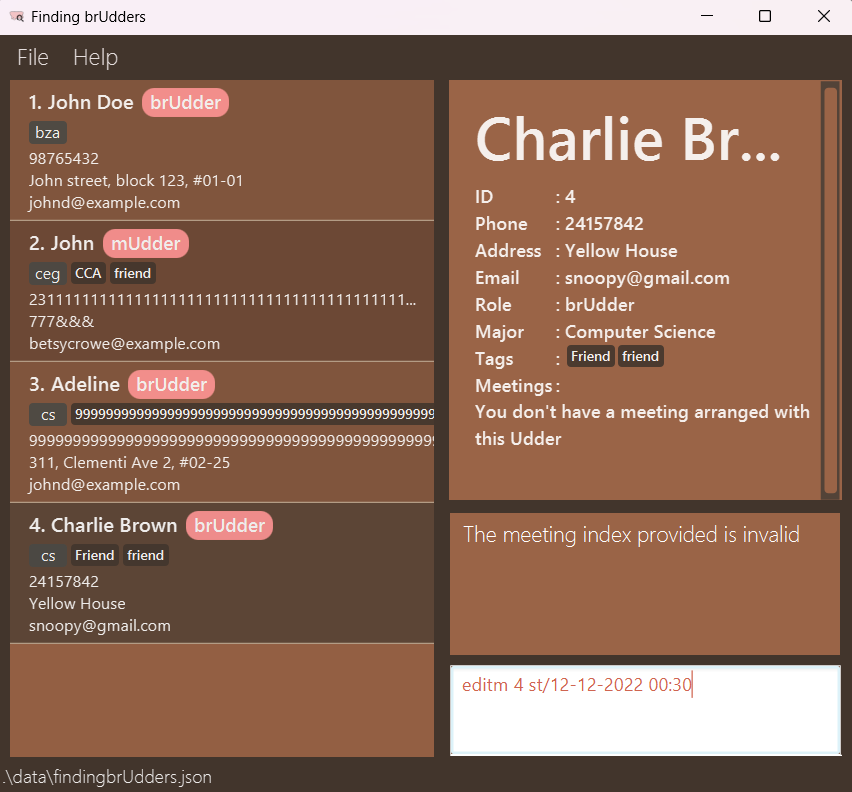 Finding brUdders
File Help
1. John Doe brUdder
bza
98765432
John street, block 123, #01-01
johnd@example.com
2. John mUdder
ceg CCA friend
777&&&
betsycrowe@example.com
3. Adeline brUdder
cs
311, Clementi Ave 2, #02-25
johnd@example.com
4. Charlie Brown brUdder
cs Friend friend
24157842
Yellow House
snoopy@gmail.com
Charlie Br...
ID : 4
Phone : 24157842
Address : Yellow House
Email : snoopy@gmail.com
Role : brUdder
Major : Computer Science
Tags : Friend friend
Meetings :
You don't have a meeting arranged with
this Udder
The meeting index provided is invalid
editm 4 st/12-12-2022 00:30
.\data\findingbrUdders.json